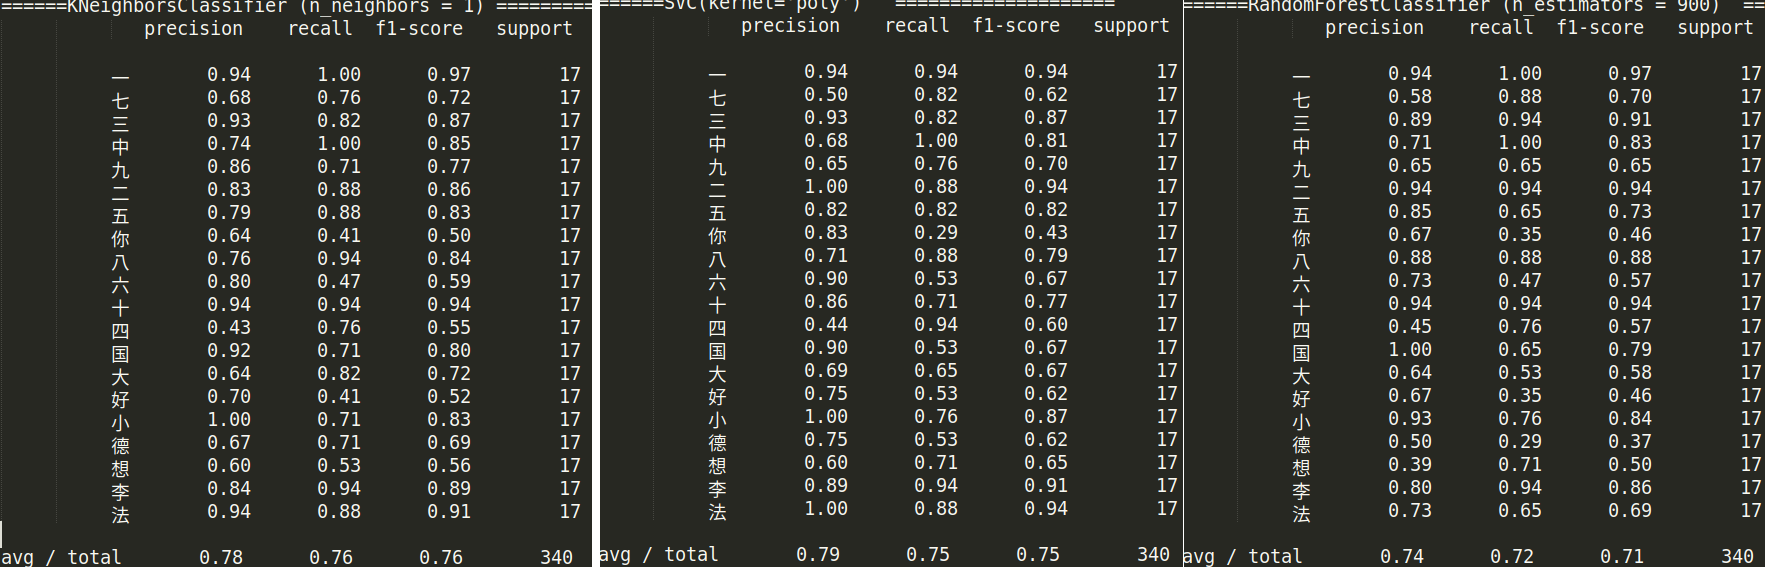 ======KNeighborsClassifier (n_neighbors = 1) =========
precision recall f1-score support
一 0.94 1.00 0.97 17
七 0.68 0.76 0.72 17
三 0.93 0.82 0.87 17
中 0.74 1.00 0.85 17
九 0.86 0.71 0.77 17
二 0.83 0.88 0.86 17
五 0.79 0.88 0.83 17
你 0.64 0.41 0.50 17
八 0.76 0.94 0.84 17
六 0.80 0.47 0.59 17
十 0.94 0.94 0.94 17
四 0.43 0.76 0.55 17
国 0.92 0.71 0.80 17
大 0.64 0.82 0.72 17
好 0.70 0.41 0.52 17
小 1.00 0.71 0.83 17
德 0.67 0.71 0.69 17
想 0.60 0.53 0.56 17
李 0.84 0.94 0.89 17
法 0.94 0.88 0.91 17
avg / total 0.78 0.76 0.76 340
======SVC(kernel='poly') ====================
precision recall f1-score support
一 0.94 0.94 0.94 17
七 0.50 0.82 0.62 17
三 0.93 0.82 0.87 17
中 0.68 1.00 0.81 17
九 0.65 0.76 0.70 17
二 1.00 0.88 0.94 17
五 0.82 0.82 0.82 17
你 0.83 0.29 0.43 17
八 0.71 0.88 0.79 17
六 0.90 0.53 0.67 17
十 0.86 0.71 0.77 17
四 0.44 0.94 0.60 17
国 0.90 0.53 0.67 17
大 0.69 0.65 0.67 17
好 0.75 0.53 0.62 17
小 1.00 0.76 0.87 17
德 0.75 0.53 0.62 17
想 0.60 0.71 0.65 17
李 0.89 0.94 0.91 17
法 1.00 0.88 0.94 17
avg / total 0.79 0.75 0.75 340
======RandomForestClassifier (n_estimators = 900) ==
precision recall f1-score support
一 0.94 1.00 0.97 17
七 0.58 0.88 0.70 17
三 0.89 0.94 0.91 17
中 0.71 1.00 0.83 17
九 0.65 0.65 0.65 17
二 0.94 0.94 0.94 17
五 0.85 0.65 0.73 17
你 0.67 0.35 0.46 17
八 0.88 0.88 0.88 17
六 0.73 0.47 0.57 17
十 0.94 0.94 0.94 17
四 0.45 0.76 0.57 17
国 1.00 0.65 0.79 17
大 0.64 0.53 0.58 17
好 0.67 0.35 0.46 17
小 0.93 0.76 0.84 17
德 0.50 0.29 0.37 17
想 0.39 0.71 0.50 17
李 0.80 0.94 0.86 17
法 0.73 0.65 0.69 17
avg / total 0.74 0.72 0.71 340